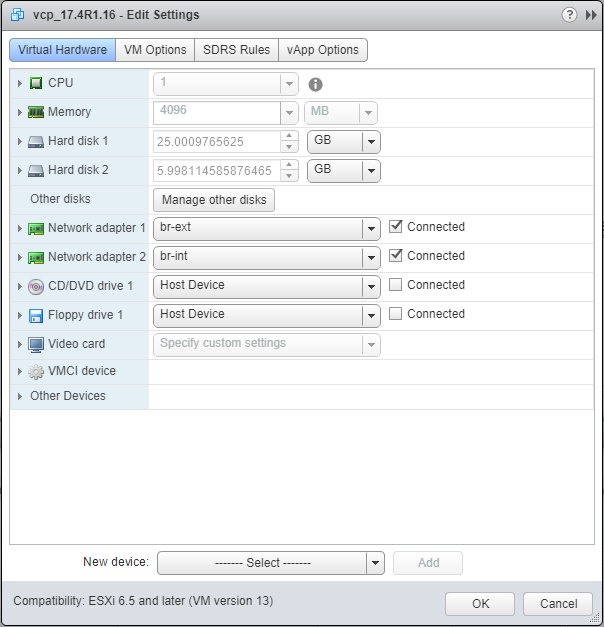 vcp_17.4R1.16 - Edit Settings
Virtual Hardware VM Options SDRS Rules vApp Options
CPU 1
Memory 4096 MB
Hard disk 1 25.0009765625 GB
Hard disk 2 5.998114585876465 GB
Other disks Manage other disks
Network adapter 1 br-ext Connected
Network adapter 2 br-int Connected
CD/DVD drive 1 Host Device Connected
Floppy drive 1 Host Device Connected
Video card Specify custom settings
VMCI device
Other Devices
New device: ------- Select ------- Add
Compatibility: ESXi 6.5 and later (VM version 13) OK Cancel